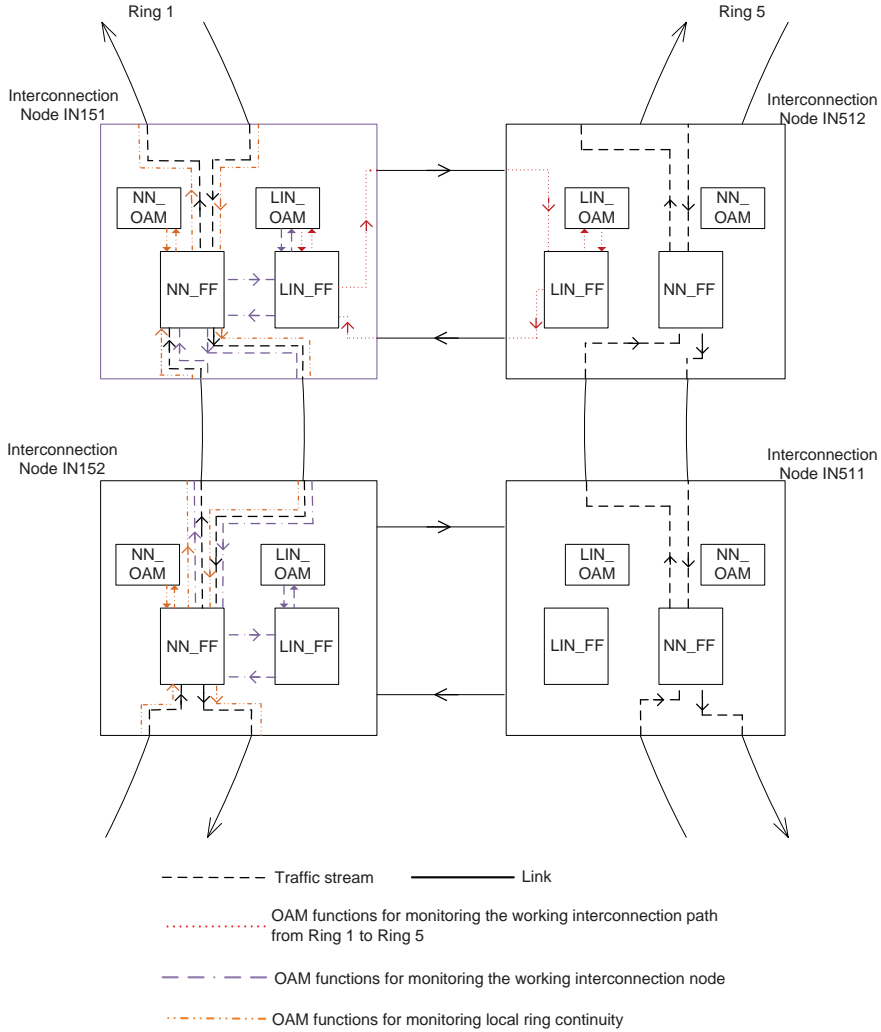 Ring 1
Ring 5
Interconnection
Node IN151
Interconnection
Node IN512
NN_
OAM
LIN_
OAM
LIN_
OAM
NN_
OAM
NN_FF
LIN_FF
LIN_FF
NN_FF
Interconnection
Node IN152
Interconnection
Node IN511
NN_
OAM
LIN_
OAM
LIN_
OAM
NN_
OAM
NN_FF
LIN_FF
LIN_FF
NN_FF
Traffic stream
Link
OAM functions for monitoring the working interconnection path
from Ring 1 to Ring 5
OAM functions for monitoring the working interconnection node
OAM functions for monitoring local ring continuity